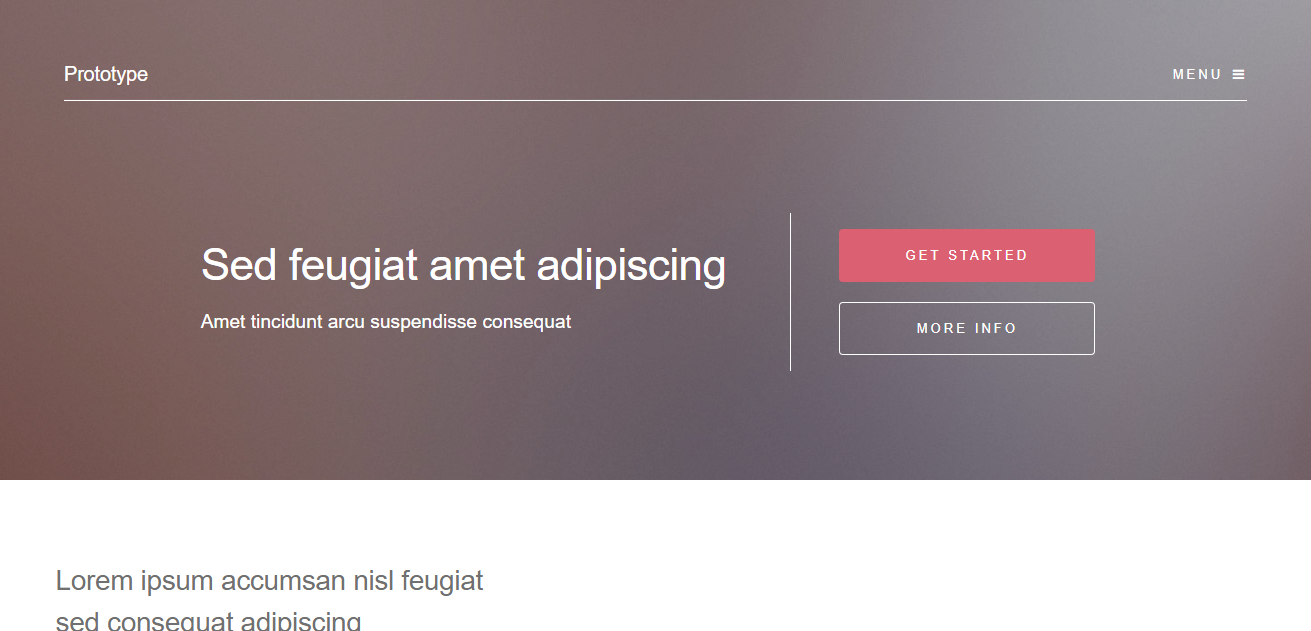 Prototype
MENU
Sed feugiat amet adipiscing
Amet tincidunt arcu suspendisse consequat
GET STARTED
MORE INFO
Lorem ipsum accumsan nisl feugiat
sed consequat adipiscing